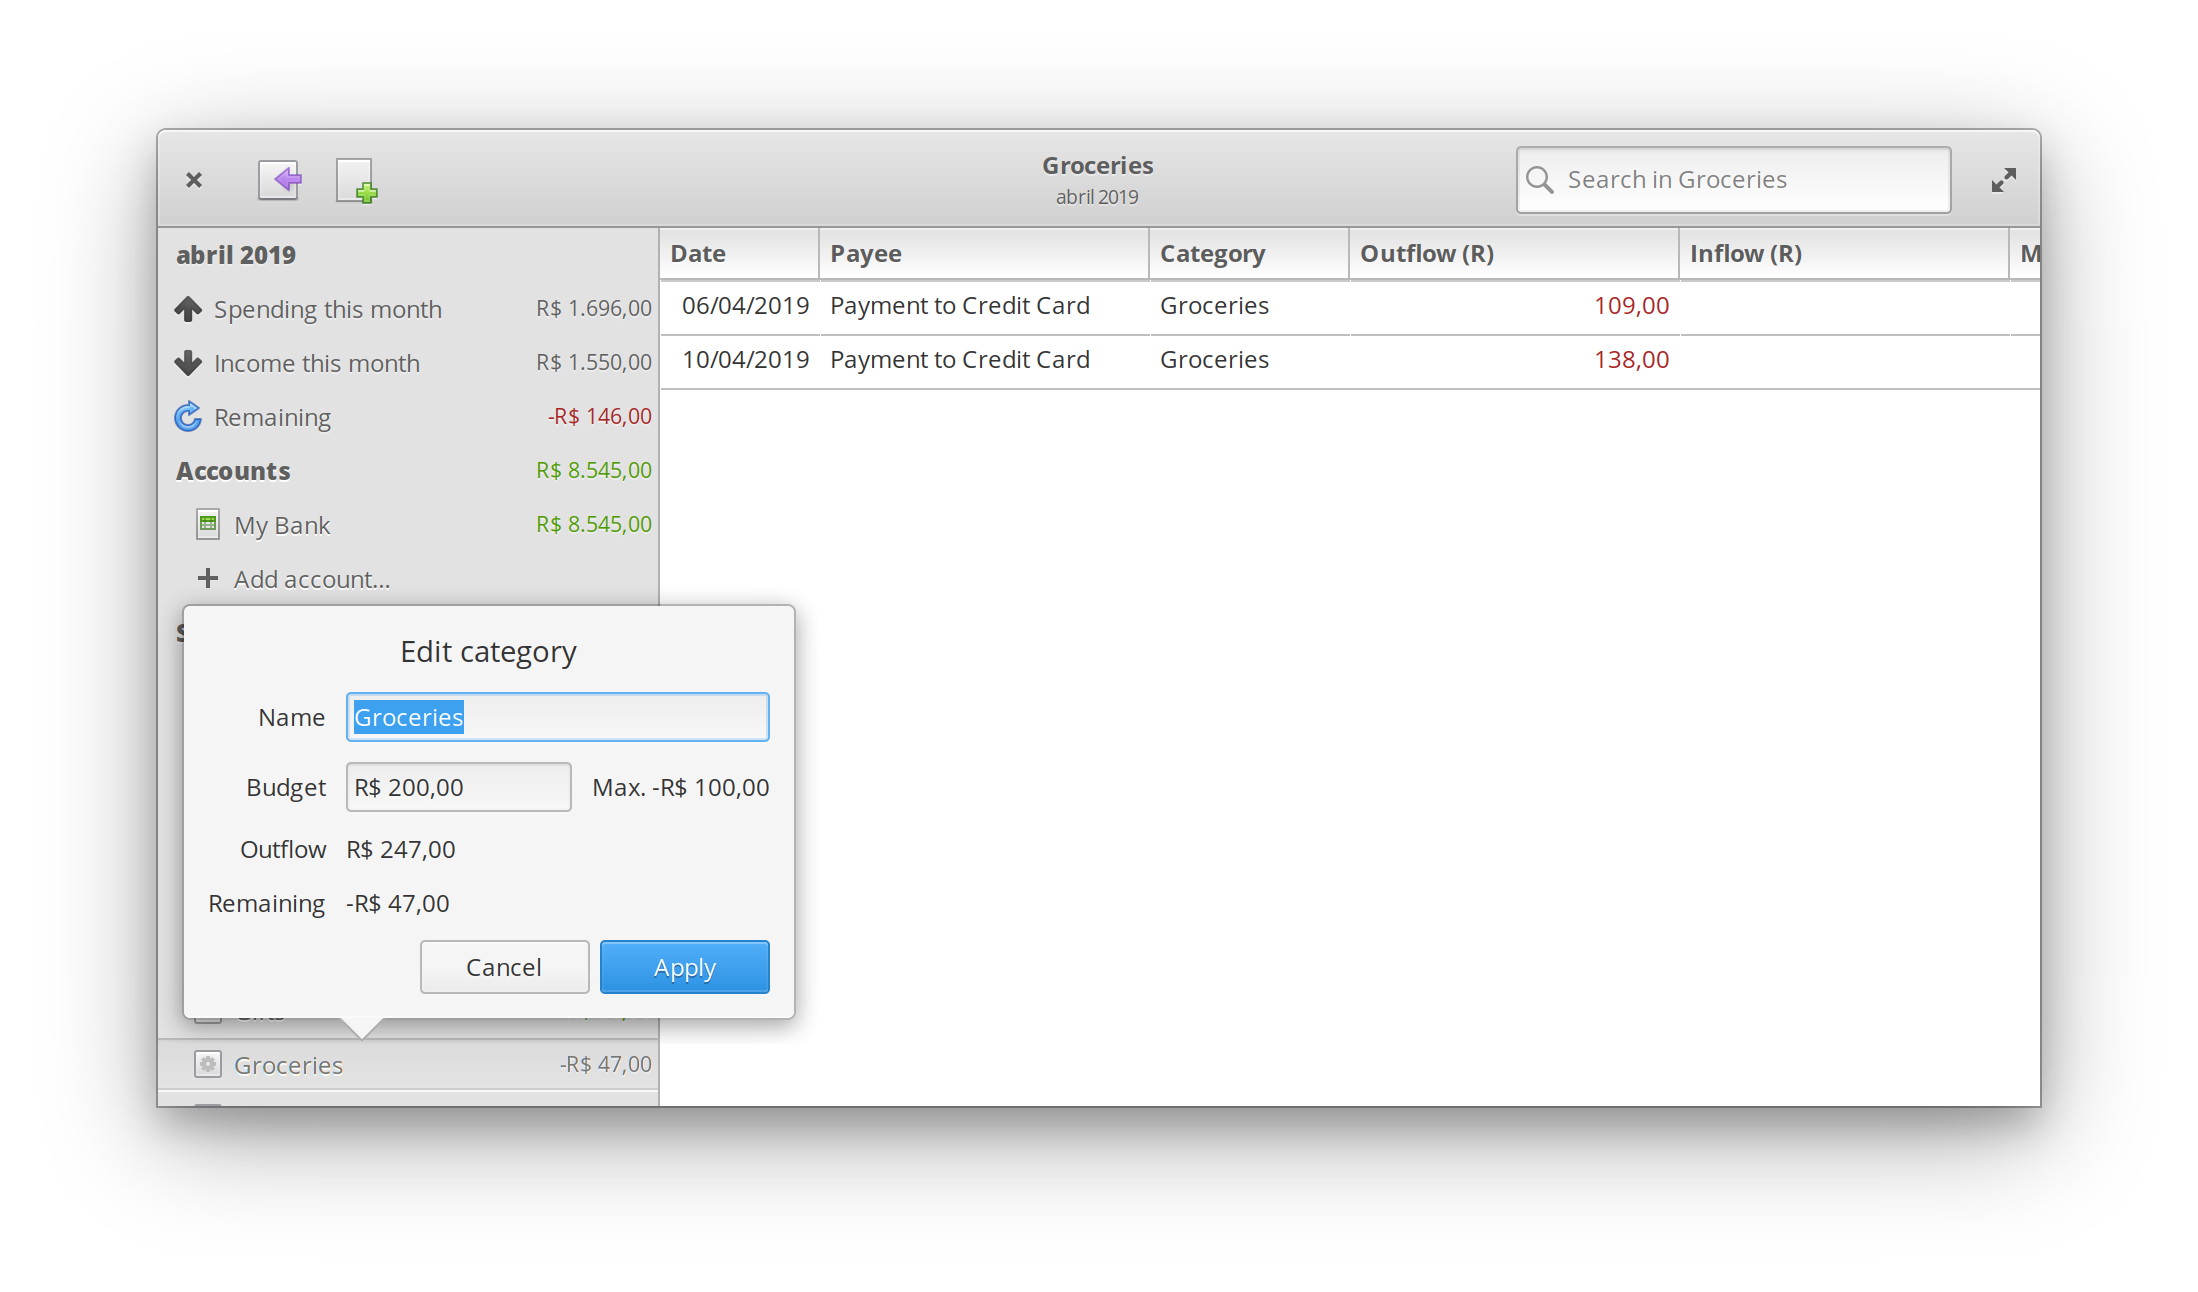 Groceries
abril 2019
Search in Groceries
abril 2019
Spending this month R$ 1.696,00
Income this month R$ 1.550,00
Remaining -R$ 146,00
Accounts R$ 8.545,00
My Bank R$ 8.545,00
Add account...
Date Payee Category Outflow (R) Inflow (R) M
06/04/2019 Payment to Credit Card Groceries 109,00
10/04/2019 Payment to Credit Card Groceries 138,00
Edit category
Name Groceries
Budget R$ 200,00 Max. -R$ 100,00
Outflow R$ 247,00
Remaining -R$ 47,00
Cancel Apply
Groceries -R$ 47,00